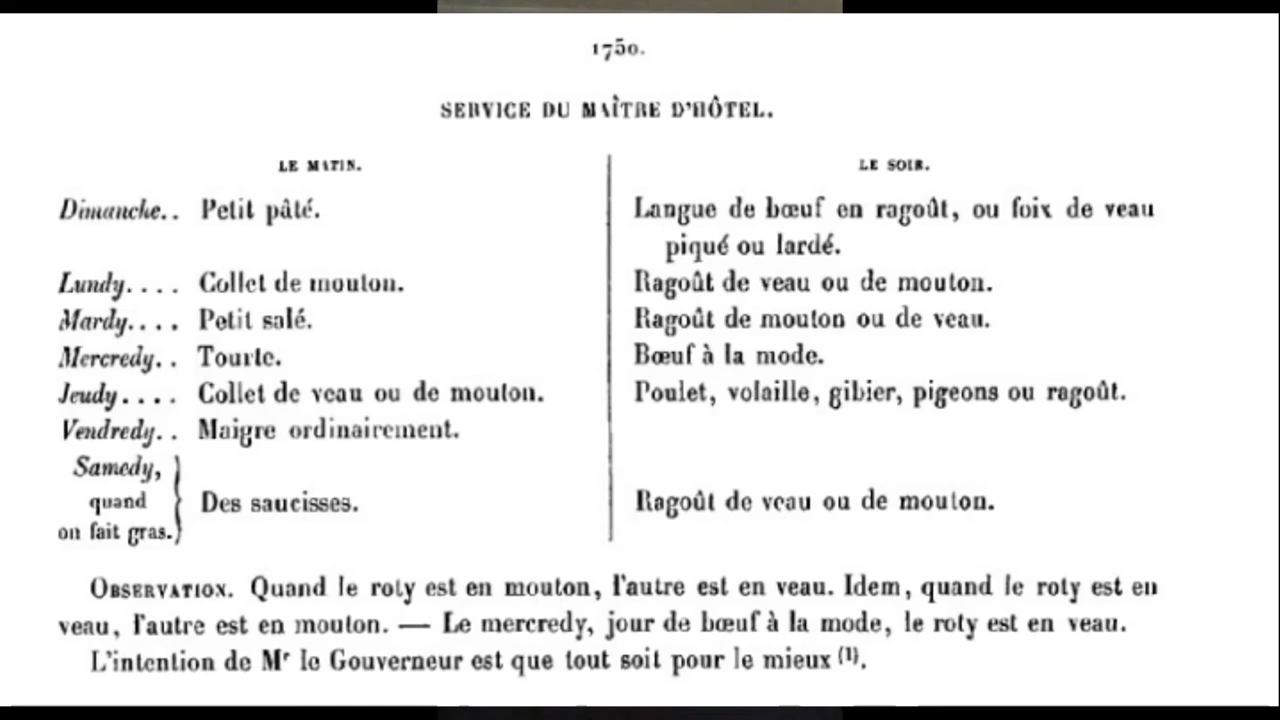 1750.
SERVICE DU MAÎTRE D'HÔTEL.
LE MATIN. LE SOIR.
Dimanche.. Petit pâté. Langue de bœuf en ragoût, ou foix de veau
piqué ou lardé.
Lundy.... Collet de mouton. Ragoût de veau ou de mouton.
Mardy.... Petit salé. Ragoût de mouton ou de veau.
Mercredy.. Tourte. Bœuf à la mode.
Jeudy.... Collet de veau ou de mouton. Poulet, volaille, gibier, pigeons ou ragoût.
Vendredy.. Maigre ordinairement.
Samedy,
quand
on fait gras.} Des saucisses. Ragoût de veau ou de mouton.
OBSERVATION. Quand le roty est en mouton, l'autre est en veau. Idem, quand le roty est en
veau, l'autre est en mouton. — Le mercredy, jour de bœuf à la mode, le roty est en veau.
L'intention de Mr le Gouverneur est que tout soit pour le mieux (1).